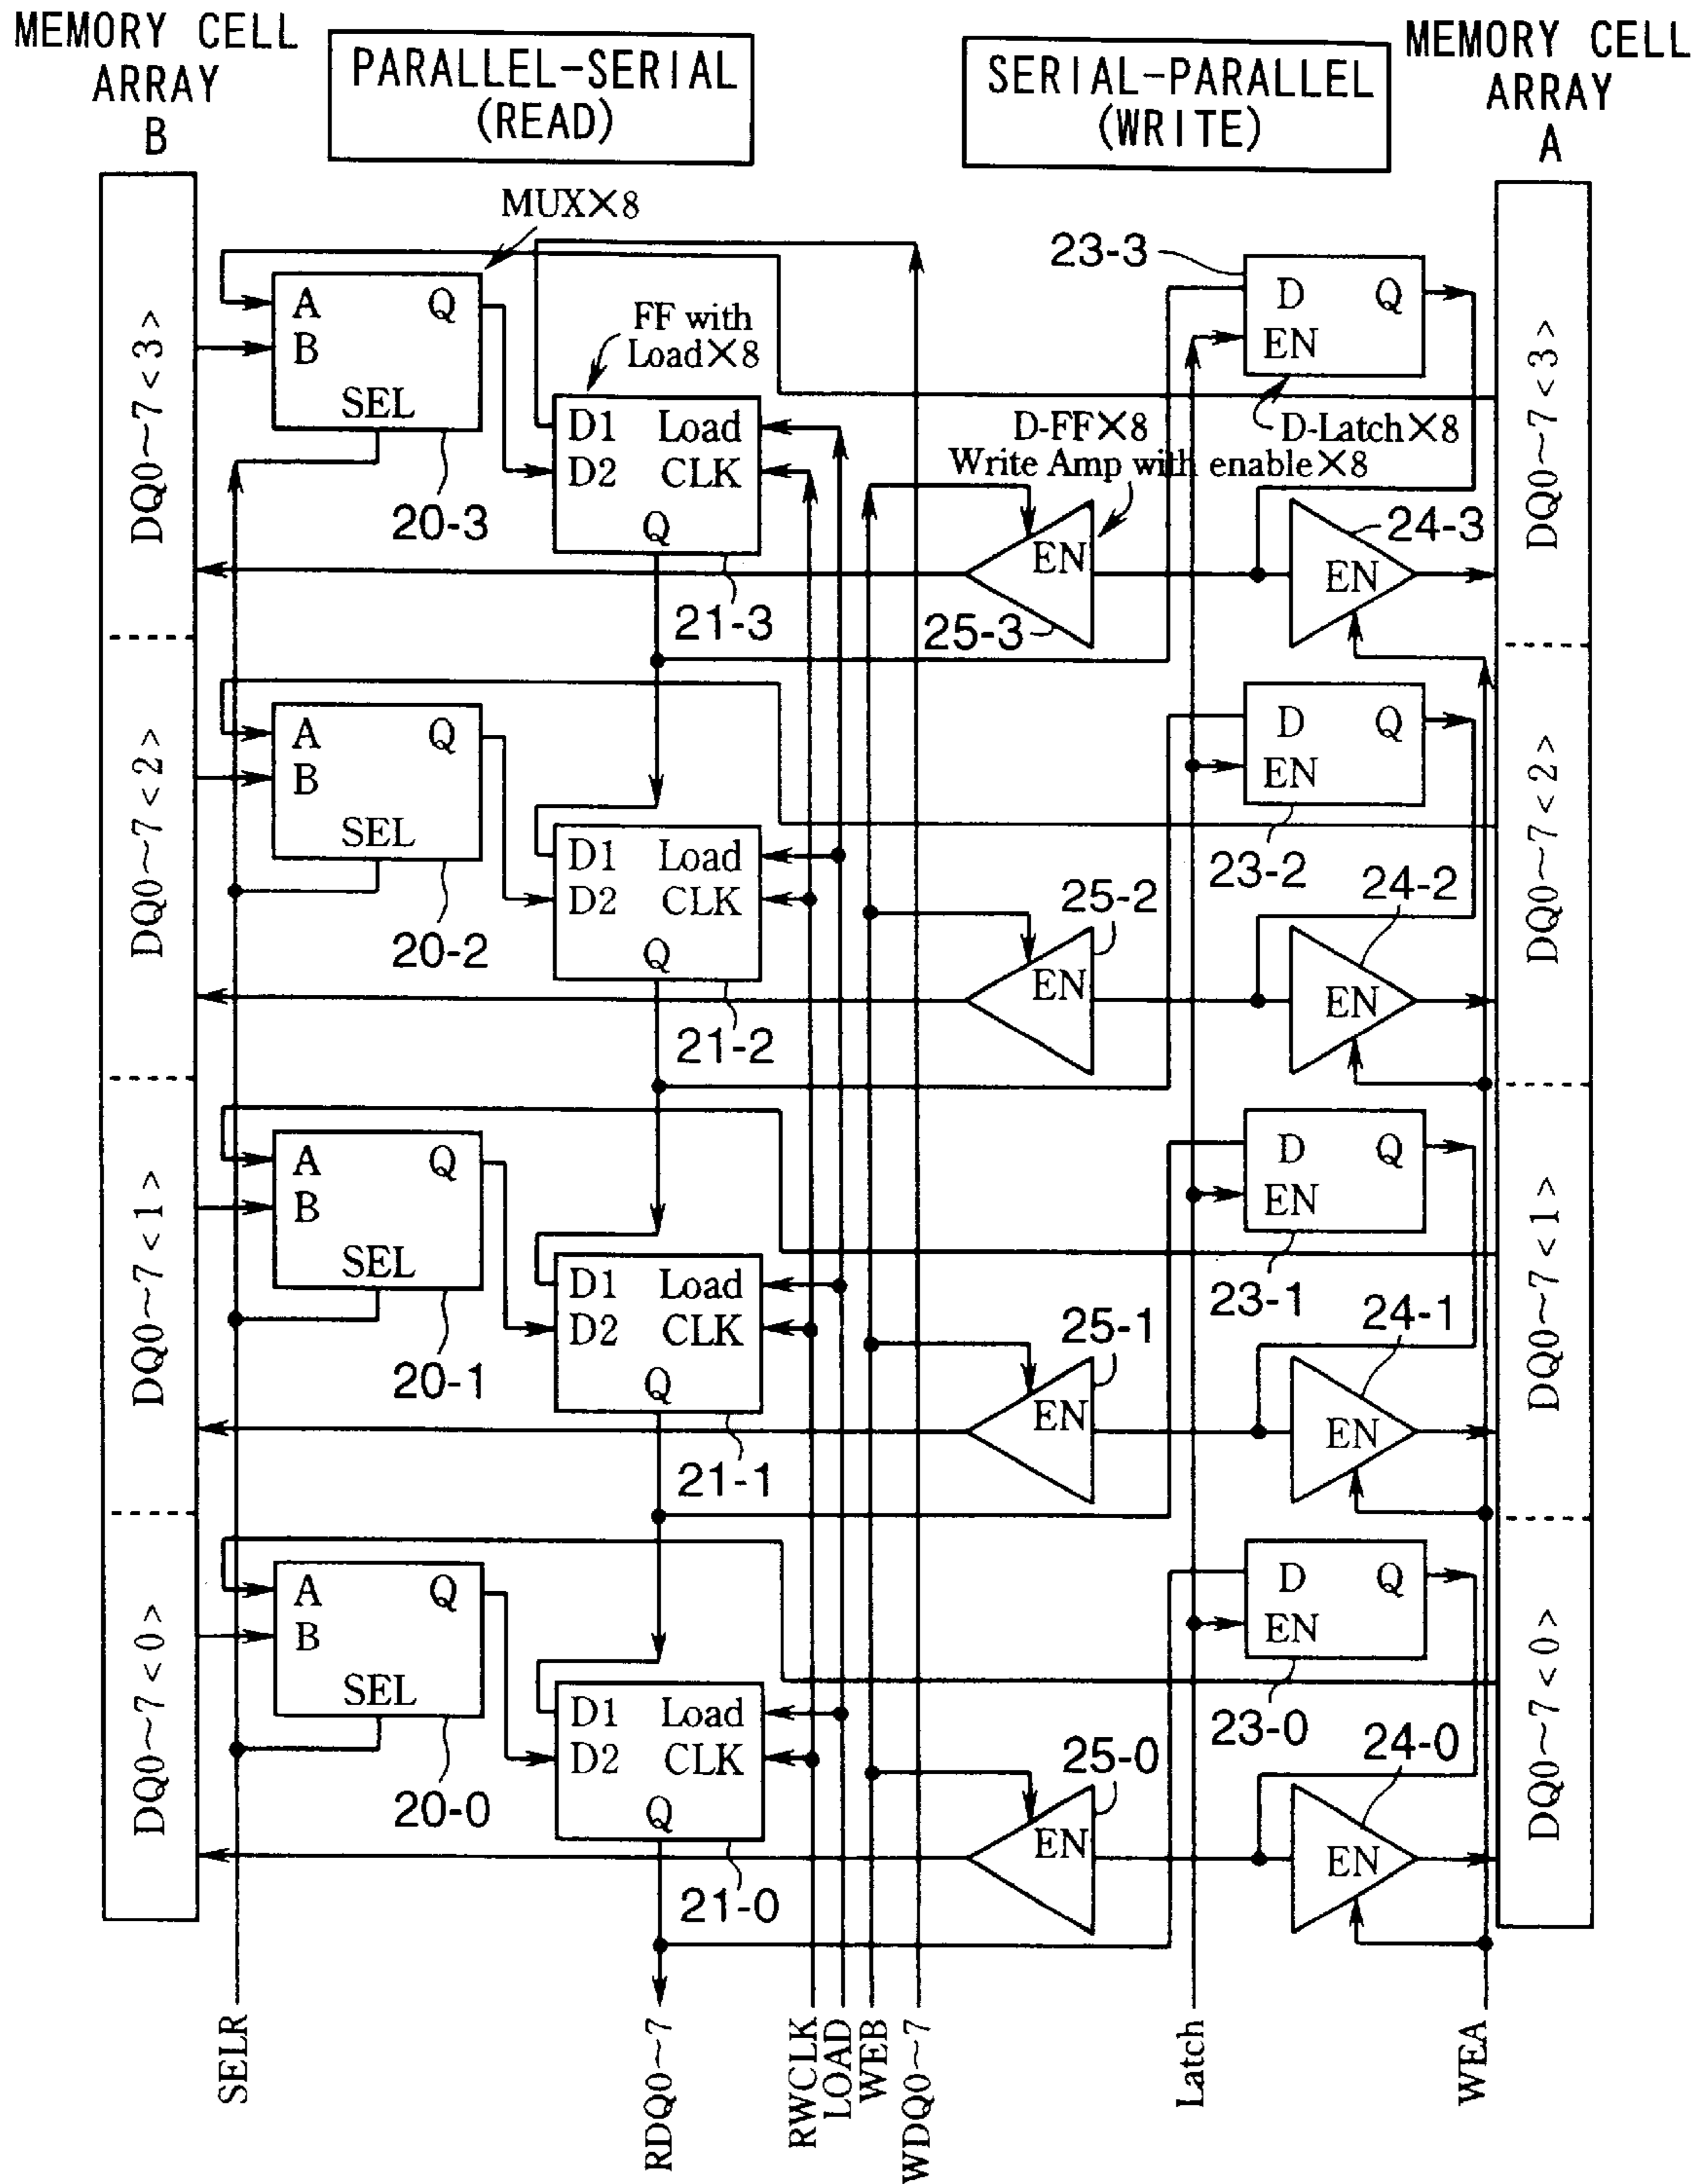 MEMORY CELL
ARRAY
B
PARALLEL-SERIAL
(READ)
SERIAL-PARALLEL
(WRITE)
MEMORY CELL
ARRAY
A
MUX×8
FF with
Load×8
D-FF×8
Write Amp with enable×8
D-Latch×8
DQ0~7<3>
A Q
B
SEL
20-3
D1 Load
D2 CLK
Q
21-3
23-3
D Q
EN
EN
25-3
EN
24-3
DQ0~7<3>
DQ0~7<2>
A Q
B
SEL
20-2
D1 Load
D2 CLK
Q
21-2
D Q
EN
23-2
EN
25-2
EN
24-2
DQ0~7<2>
DQ0~7<1>
A Q
B
SEL
20-1
D1 Load
D2 CLK
Q
21-1
D Q
EN
23-1
EN
25-1
EN
24-1
DQ0~7<1>
DQ0~7<0>
A Q
B
SEL
20-0
D1 Load
D2 CLK
Q
21-0
D Q
EN
23-0
EN
25-0
EN
24-0
DQ0~7<0>
SELR
RDQ0~7
RWCLK
LOAD
WEB
WDQ0~7
Latch
WEA